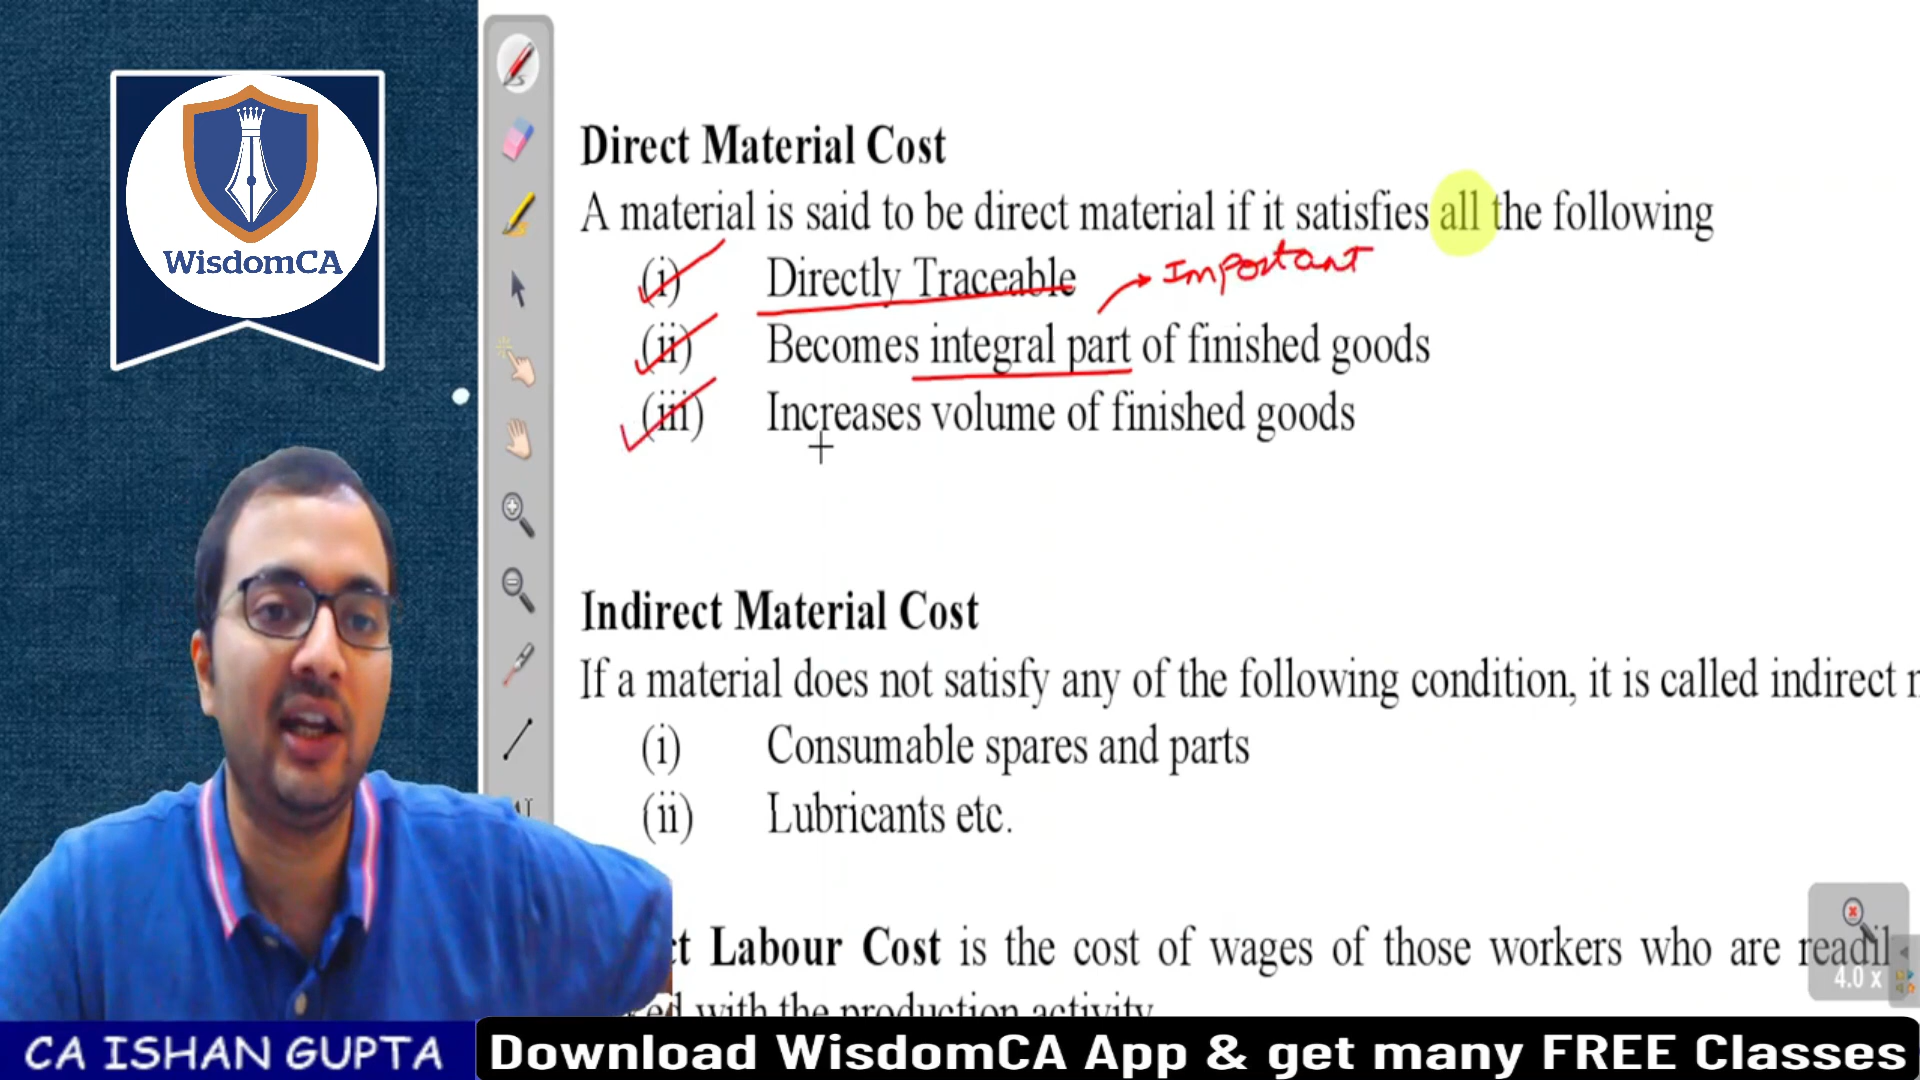 WisdomCA
Direct Material Cost
A material is said to be direct material if it satisfies all the following
(i) Directly Traceable
Important
(ii) Becomes integral part of finished goods
(iii) Increases volume of finished goods
Indirect Material Cost
If a material does not satisfy any of the following condition, it is called indirect
(i) Consumable spares and parts
(ii) Lubricants etc.
Labour Cost is the cost of wages of those workers who are
4.0 x
with the production activity.
CA ISHAN GUPTA
Download WisdomCA App & get many FREE Classes